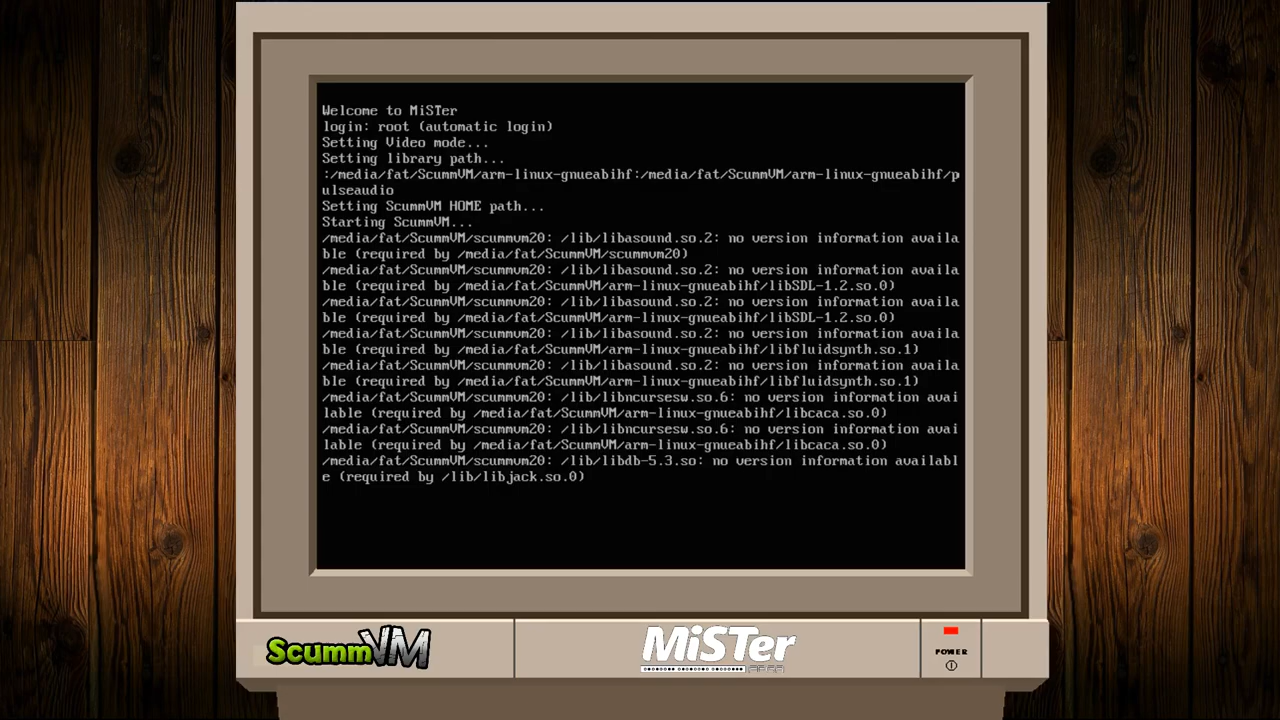 Welcome to MiSTer
login: root (automatic login)
Setting Video mode...
Setting library path...
:/media/fat/ScummVM/arm-linux-gnueabihf:/media/fat/ScummVM/arm-linux-gnueabihf/p
ulseaudio
Setting ScummVM HOME path...
Starting ScummVM...
/media/fat/ScummVM/scummvm20: /lib/libasound.so.2: no version information availa
ble (required by /media/fat/ScummVM/scummvm20)
/media/fat/ScummVM/scummvm20: /lib/libasound.so.2: no version information availa
ble (required by /media/fat/ScummVM/arm-linux-gnueabihf/libSDL-1.2.so.0)
/media/fat/ScummVM/scummvm20: /lib/libasound.so.2: no version information availa
ble (required by /media/fat/ScummVM/arm-linux-gnueabihf/libSDL-1.2.so.0)
/media/fat/ScummVM/scummvm20: /lib/libasound.so.2: no version information availa
ble (required by /media/fat/ScummVM/arm-linux-gnueabihf/libfluidsynth.so.1)
/media/fat/ScummVM/scummvm20: /lib/libasound.so.2: no version information availa
ble (required by /media/fat/ScummVM/arm-linux-gnueabihf/libfluidsynth.so.1)
/media/fat/ScummVM/scummvm20: /lib/libncursesw.so.6: no version information avai
lable (required by /media/fat/ScummVM/arm-linux-gnueabihf/libcaca.so.0)
/media/fat/ScummVM/scummvm20: /lib/libncursesw.so.6: no version information avai
lable (required by /media/fat/ScummVM/arm-linux-gnueabihf/libcaca.so.0)
/media/fat/ScummVM/scummvm20: /lib/libdb-5.3.so: no version information availabl
e (required by /lib/libjack.so.0)
ScummVM
MiSTer
FPGA
POWER